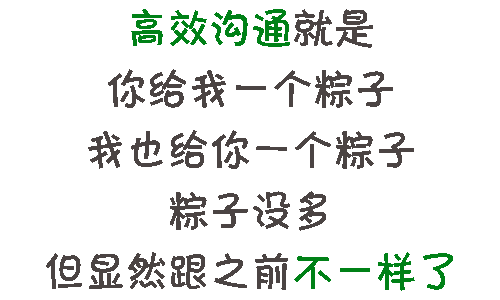 高效沟通就是
你给我一个粽子
我也给你一个粽子
粽子没多
但显然跟之前不一样了